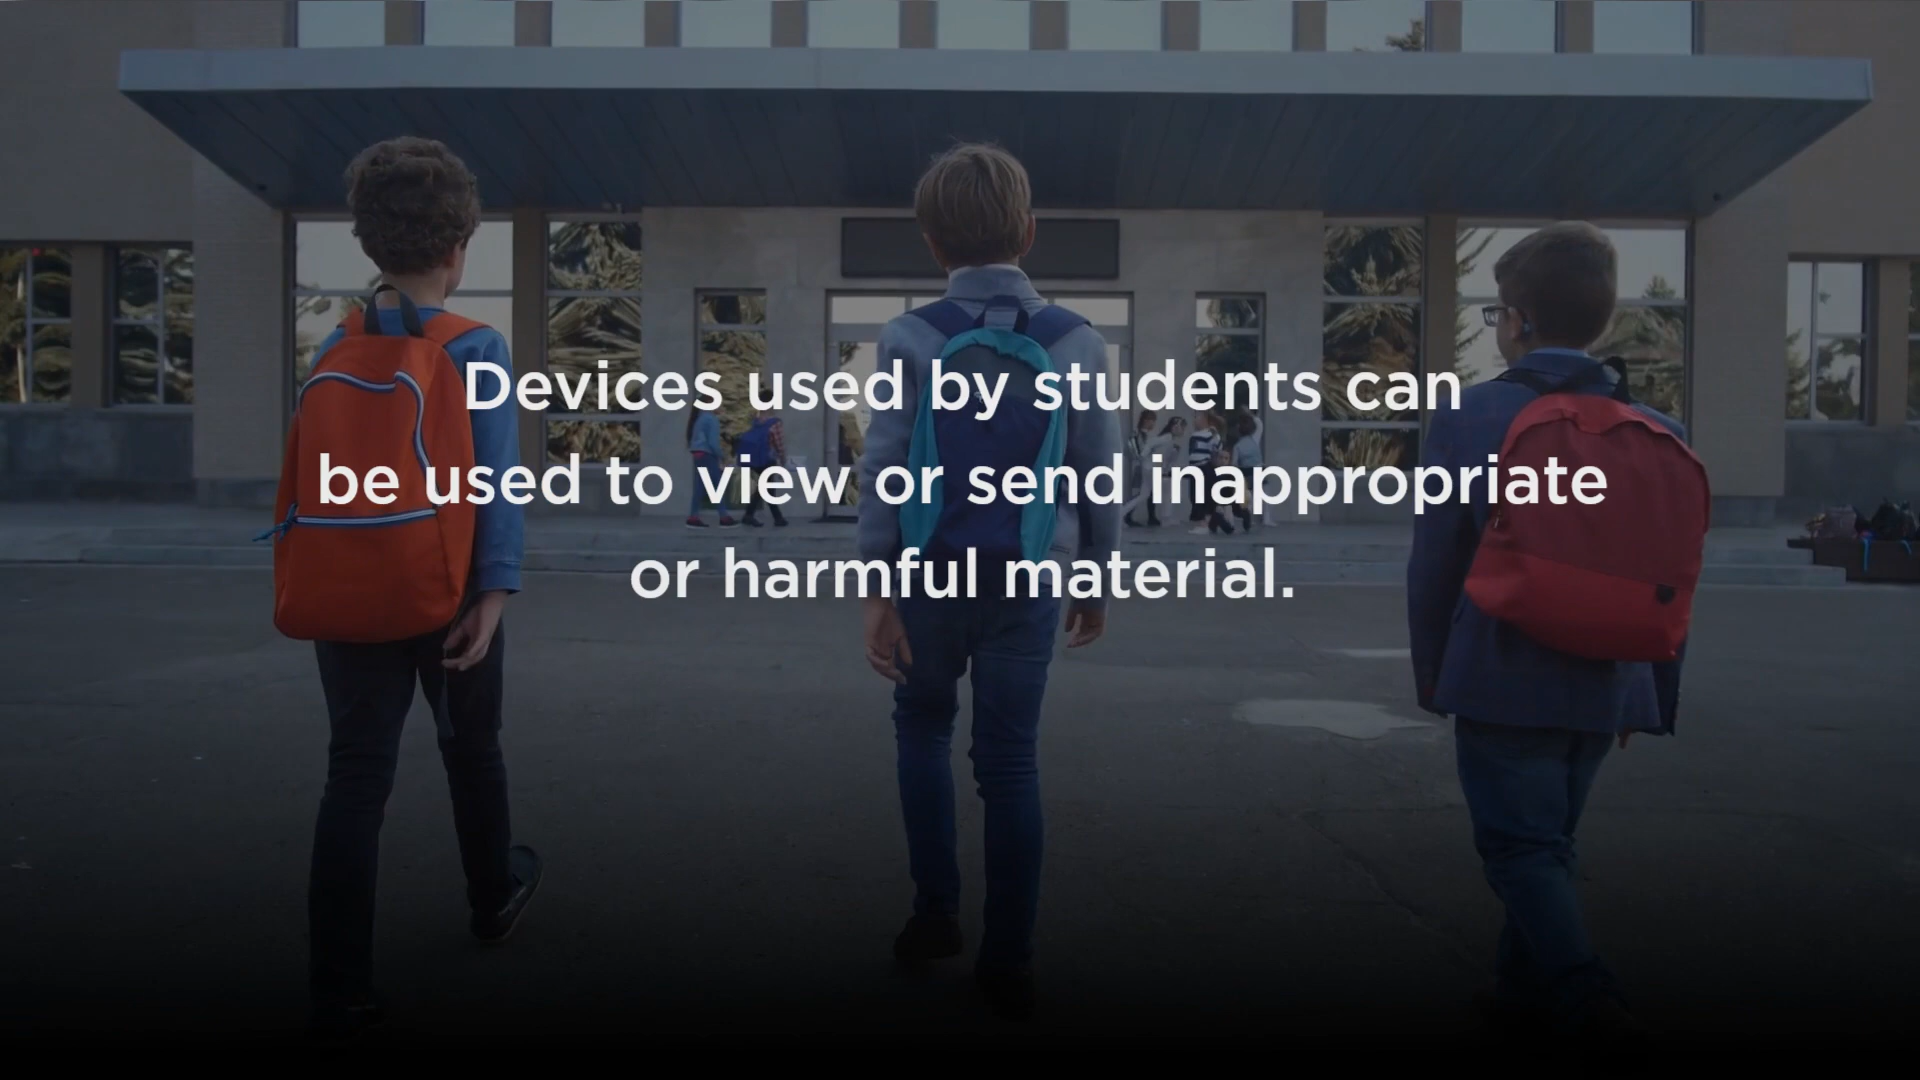 Devices used by students can
be used to view or send inappropriate
or harmful material.